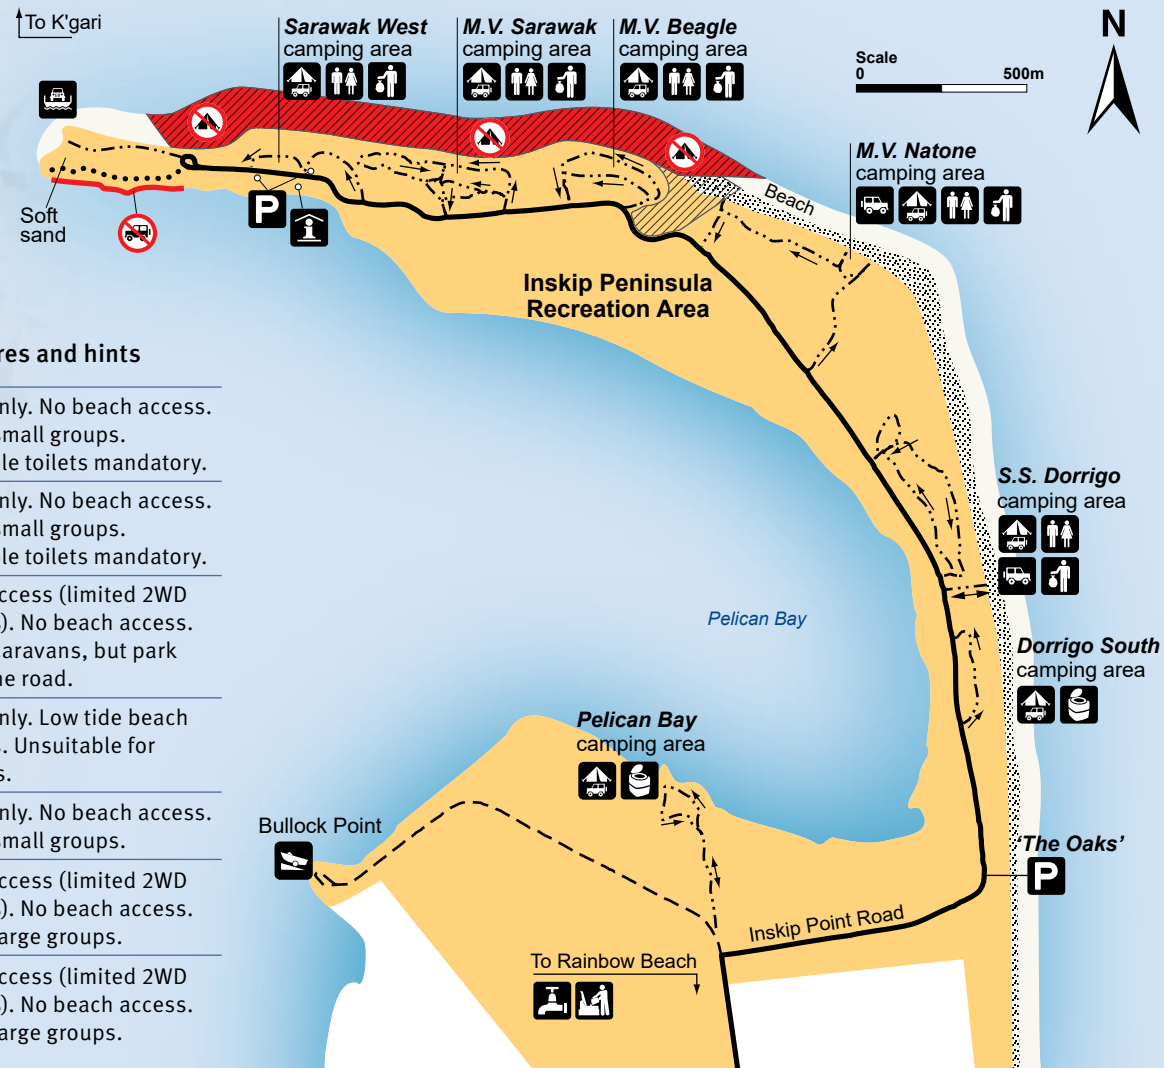 To K'gari
Sarawak West
camping area
M.V. Sarawak
camping area
M.V. Beagle
camping area
Scale
0 500m
N
M.V. Natone
camping area
Beach
Soft
sand
P
Inskip Peninsula
Recreation Area
res and hints
nly. No beach access.
small groups.
le toilets mandatory.
nly. No beach access.
small groups.
le toilets mandatory.
ccess (limited 2WD
s). No beach access.
aravans, but park
ne road.
nly. Low tide beach
s. Unsuitable for
s.
nly. No beach access.
small groups.
ccess (limited 2WD
s). No beach access.
arge groups.
ccess (limited 2WD
s). No beach access.
arge groups.
S.S. Dorrigo
camping area
Pelican Bay
Dorrigo South
camping area
Pelican Bay
camping area
Bullock Point
'The Oaks'
P
Inskip Point Road
To Rainbow Beach